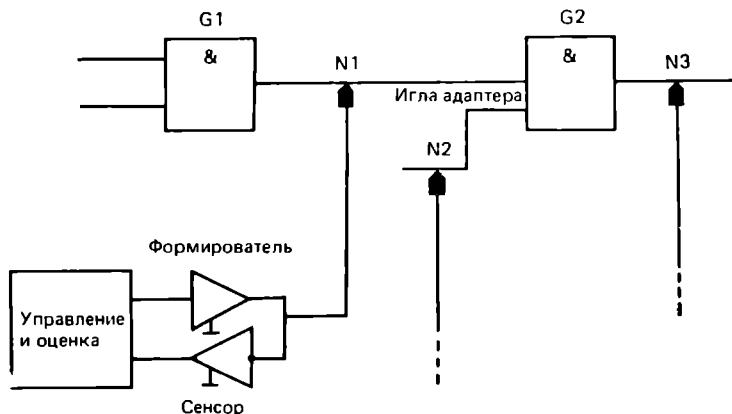 G1
G2
&
N1
&
N3
Игла адаптера
N2
Формирователь
Управление
и оценка
Сенсор